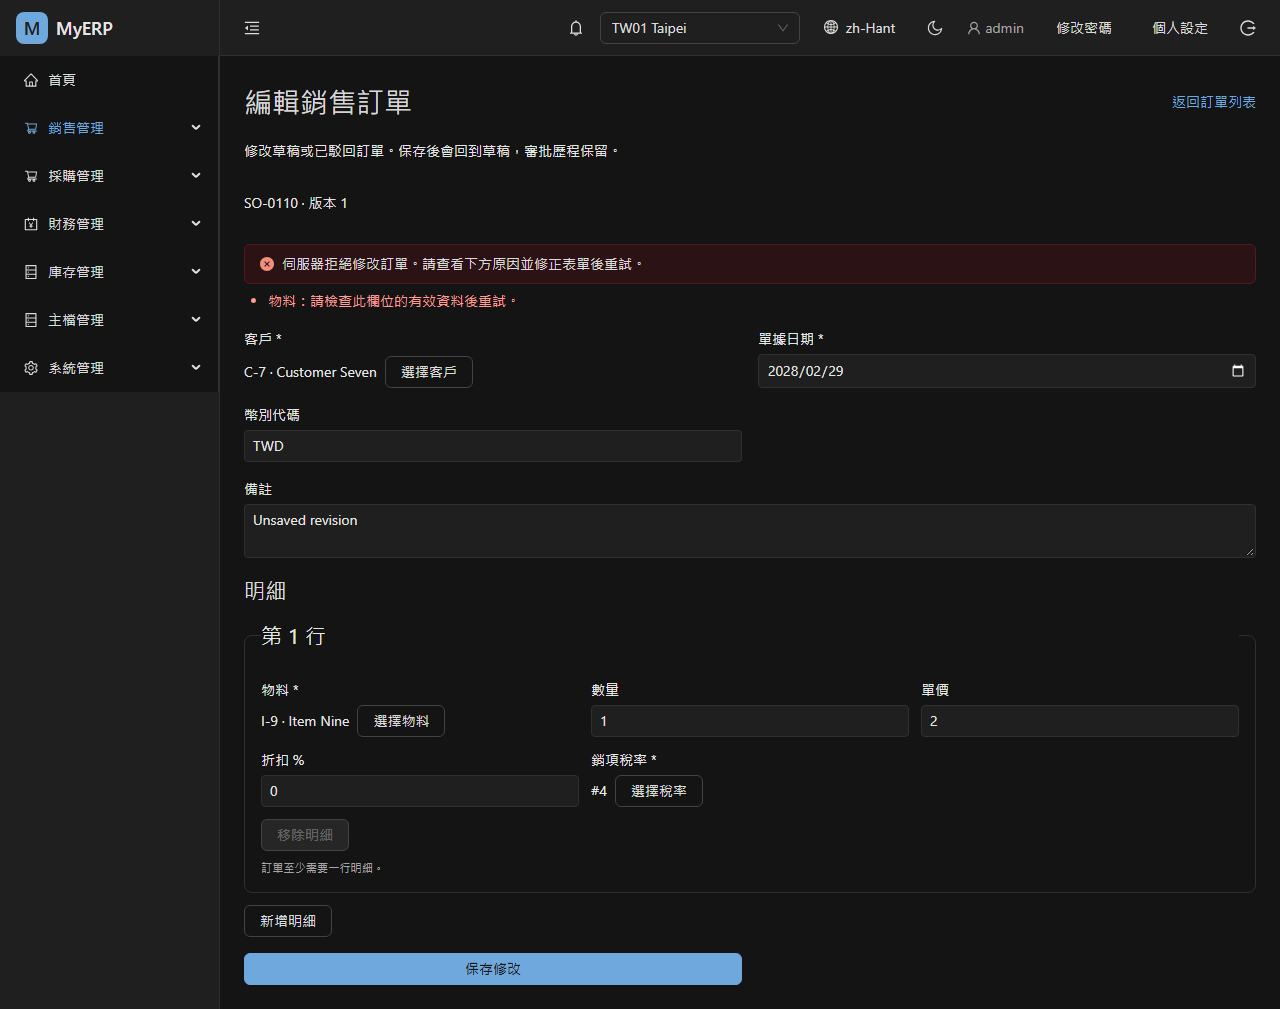 M MyERP
TW01 Taipei
zh-Hant
admin
修改密碼
個人設定
首頁
銷售管理
採購管理
財務管理
庫存管理
主檔管理
系統管理
編輯銷售訂單
返回訂單列表
修改草稿或已駁回訂單。保存後會回到草稿，審批歷程保留。
SO-0110 · 版本 1
伺服器拒絕修改訂單。請查看下方原因並修正表單後重試。
• 物料：請檢查此欄位的有效資料後重試。
客戶 *
單據日期 *
C-7 · Customer Seven 選擇客戶
2028/02/29
幣別代碼
TWD
備註
Unsaved revision
明細
第 1 行
物料 *
數量
單價
I-9 · Item Nine 選擇物料
1
2
折扣 %
銷項稅率 *
0
#4 選擇稅率
移除明細
訂單至少需要一行明細。
新增明細
保存修改